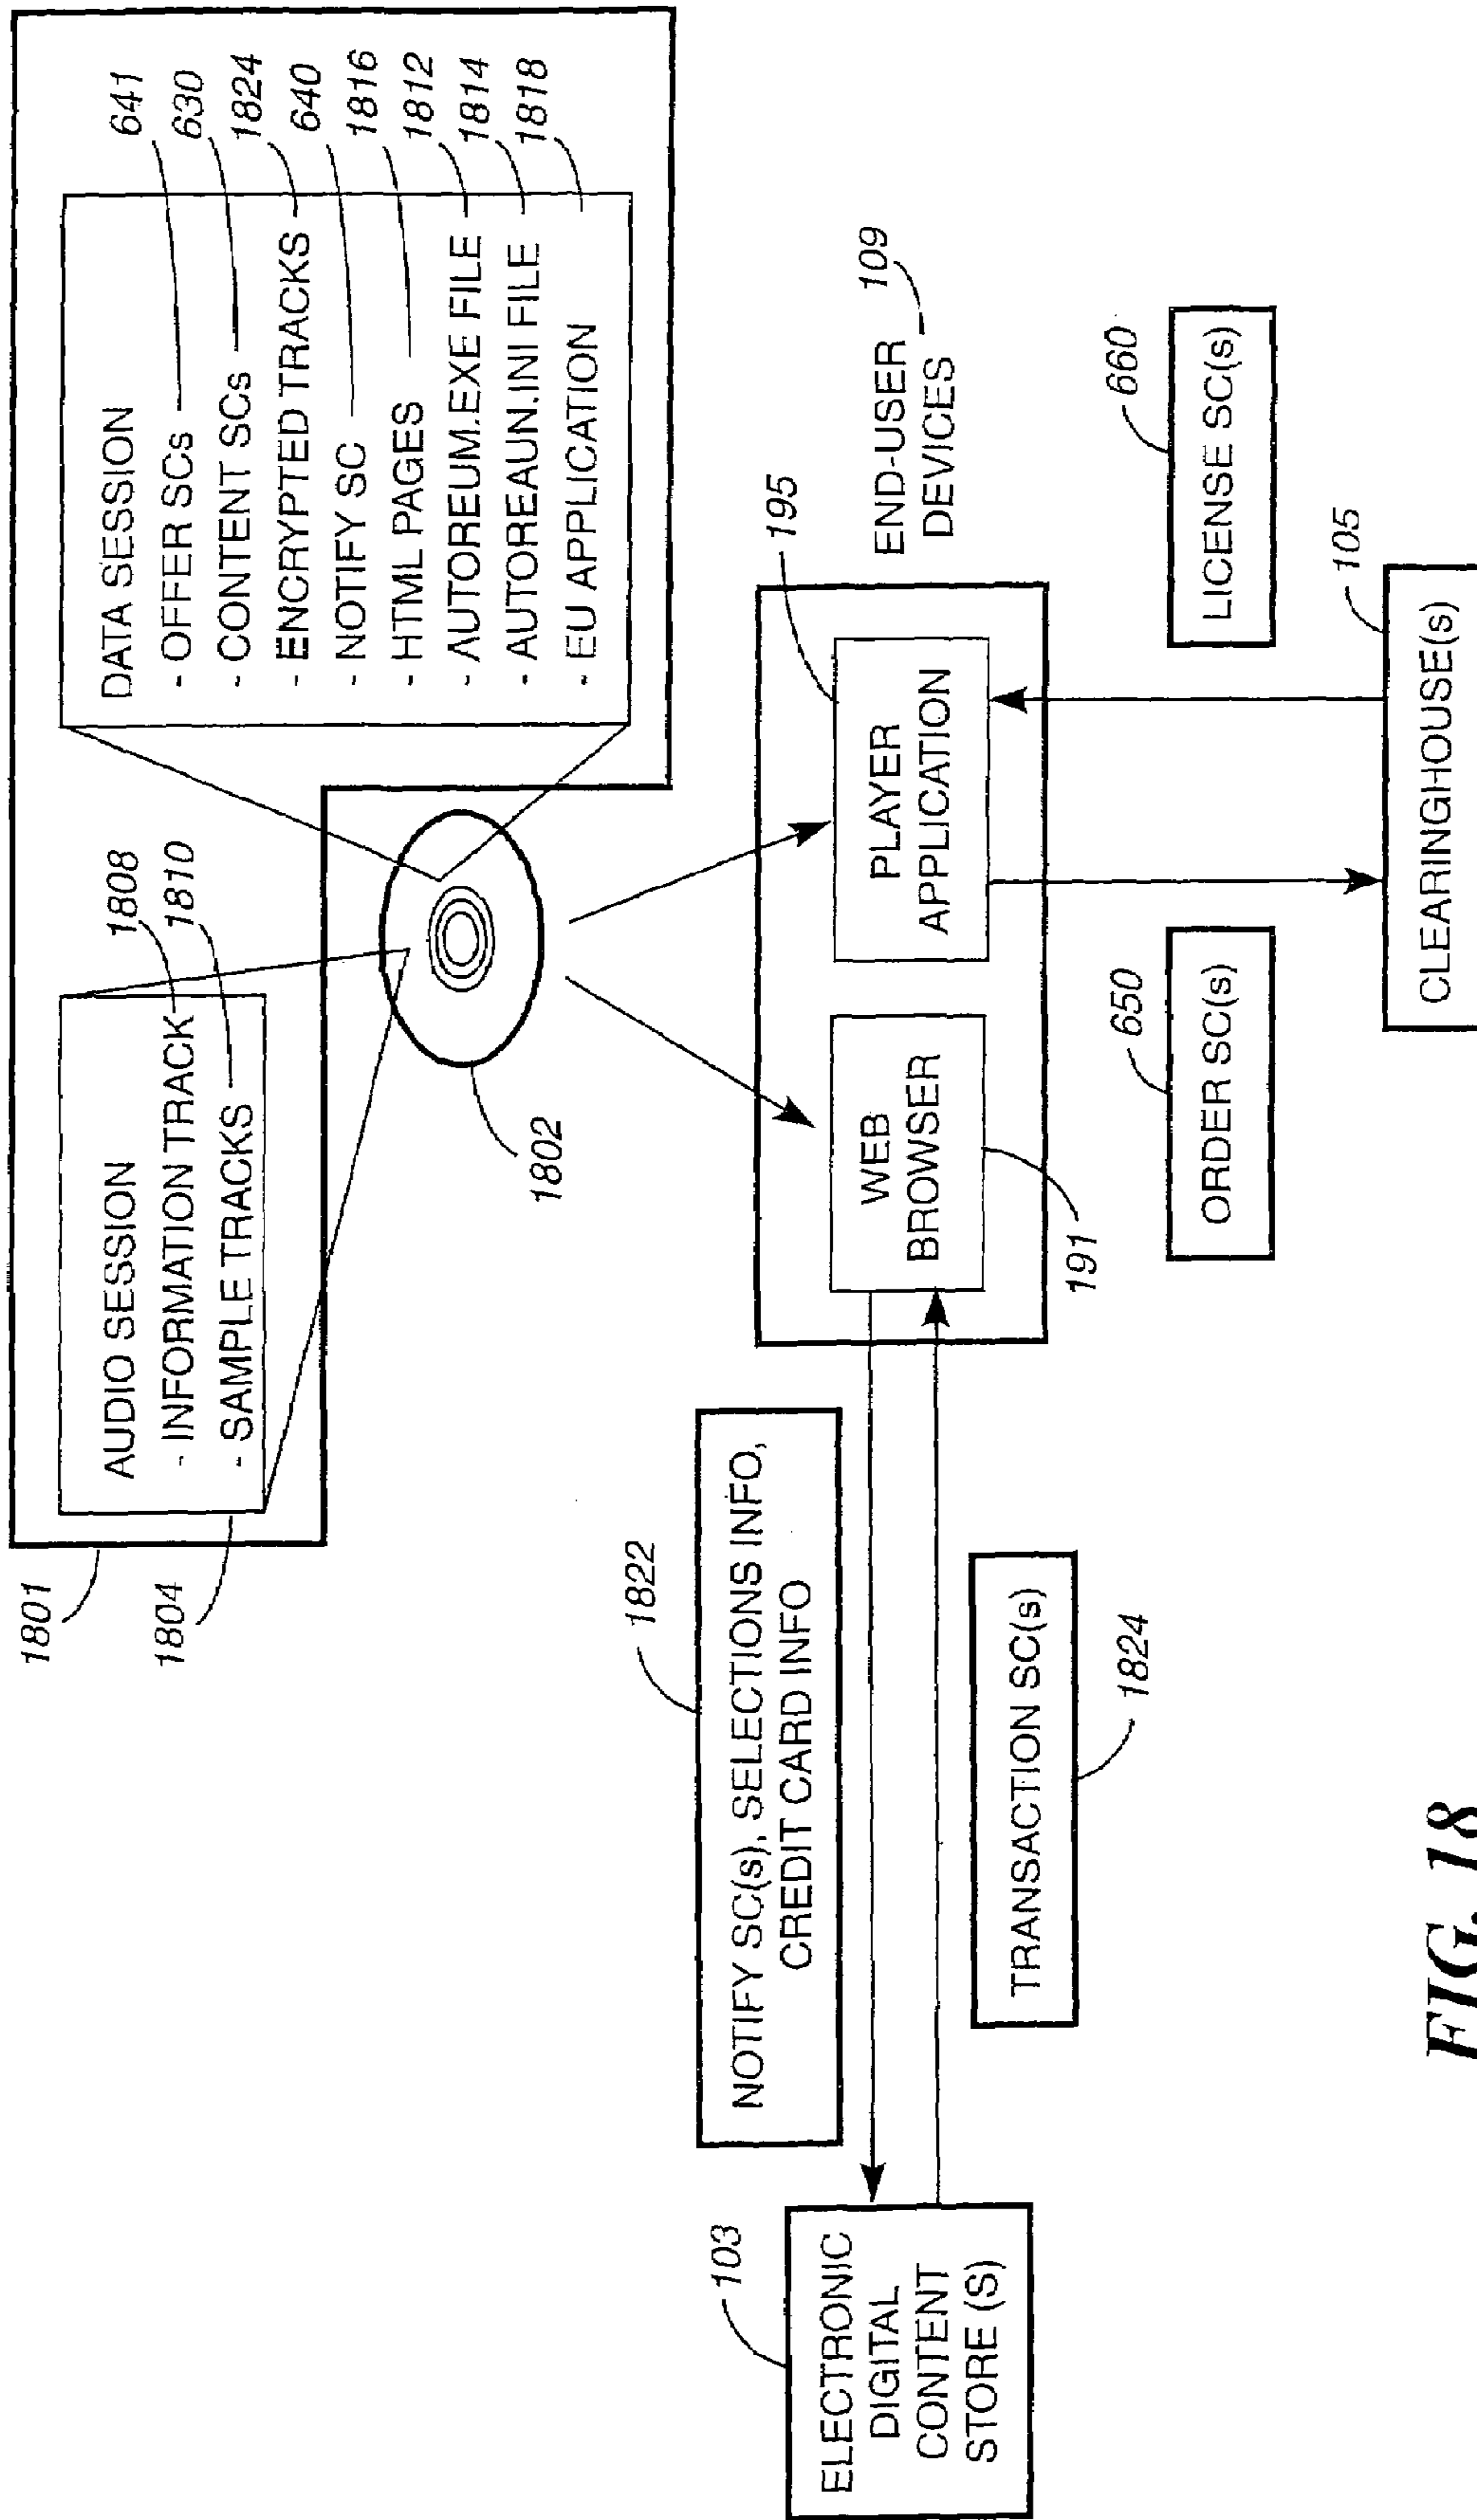 1801
1804
AUDIO SESSION
- INFORMATION TRACK
- SAMPLE TRACKS
1808
1810
DATA SESSION
- OFFER SCs
- CONTENT SCs
- ENCRYPTED TRACKS
- NOTIFY SC
- HTML PAGES
- AUTOREUM.EXE FILE
- AUTOREAUN.INI FILE
- EU APPLICATION
641
630
1824
640
1816
1812
1814
1818
1802
1822
NOTIFY SC(s), SELECTIONS INFO,
CREDIT CARD INFO
103
ELECTRONIC
DIGITAL
CONTENT
STORE (S)
TRANSACTION SC(s)
1824
WEB
BROWSER
191
PLAYER
APPLICATION
195
END-USER
DEVICES
109
650
ORDER SC(s)
660
LICENSE SC(s)
105
CLEARINGHOUSE(s)
FIG. 18